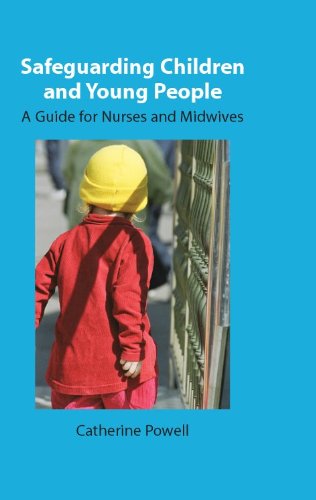 Safeguarding Children
and Young People
A Guide for Nurses and Midwives
Catherine Powell